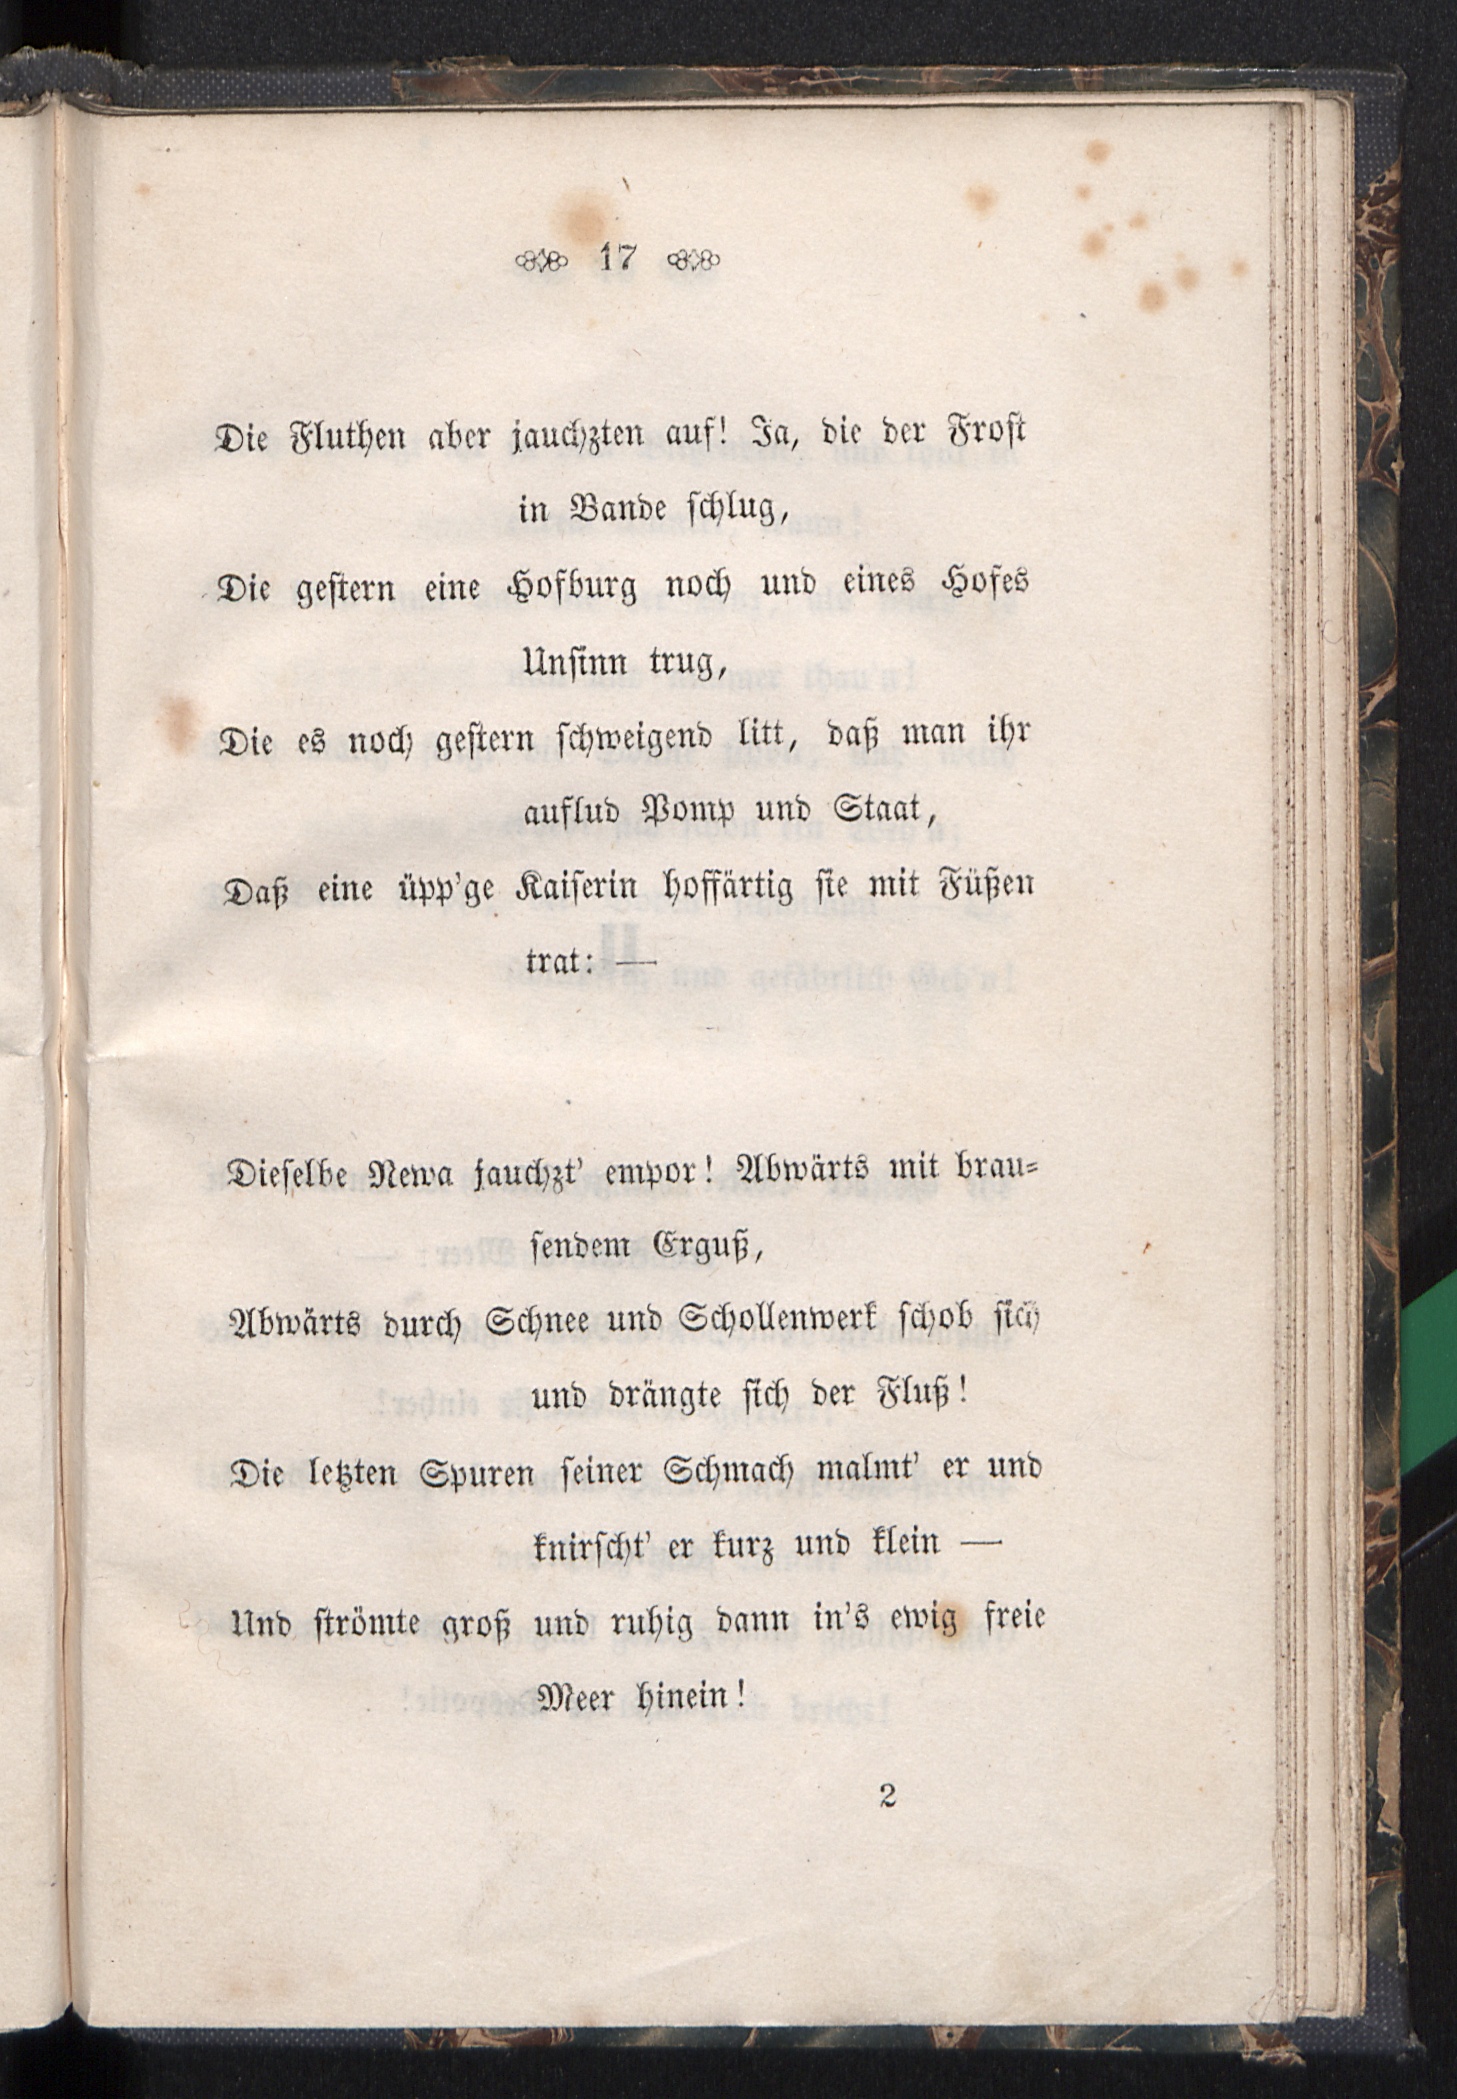 17
Die Fluthen aber jauchzten auf! Ja, die der Froſt
in Bande ſchlug,
Die geſtern eine Hofburg noch und eines Hofes
Unſinn trug,
Die es noch geſtern ſchweigend litt, daß man ihr
auflud Pomp und Staat,
Daß eine üpp'ge Kaiſerin hoffärtig ſie mit Füßen
trat: —
Dieſelbe Newa jauchzt' empor! Abwärts mit brau-
ſendem Erguß,
Abwärts durch Schnee und Schollenwerk ſchob ſich
und drängte ſich der Fluß!
Die letzten Spuren ſeiner Schmach malmt' er und
knirſcht' er kurz und klein —
Und ſtrömte groß und ruhig dann in's ewig freie
Meer hinein!
2